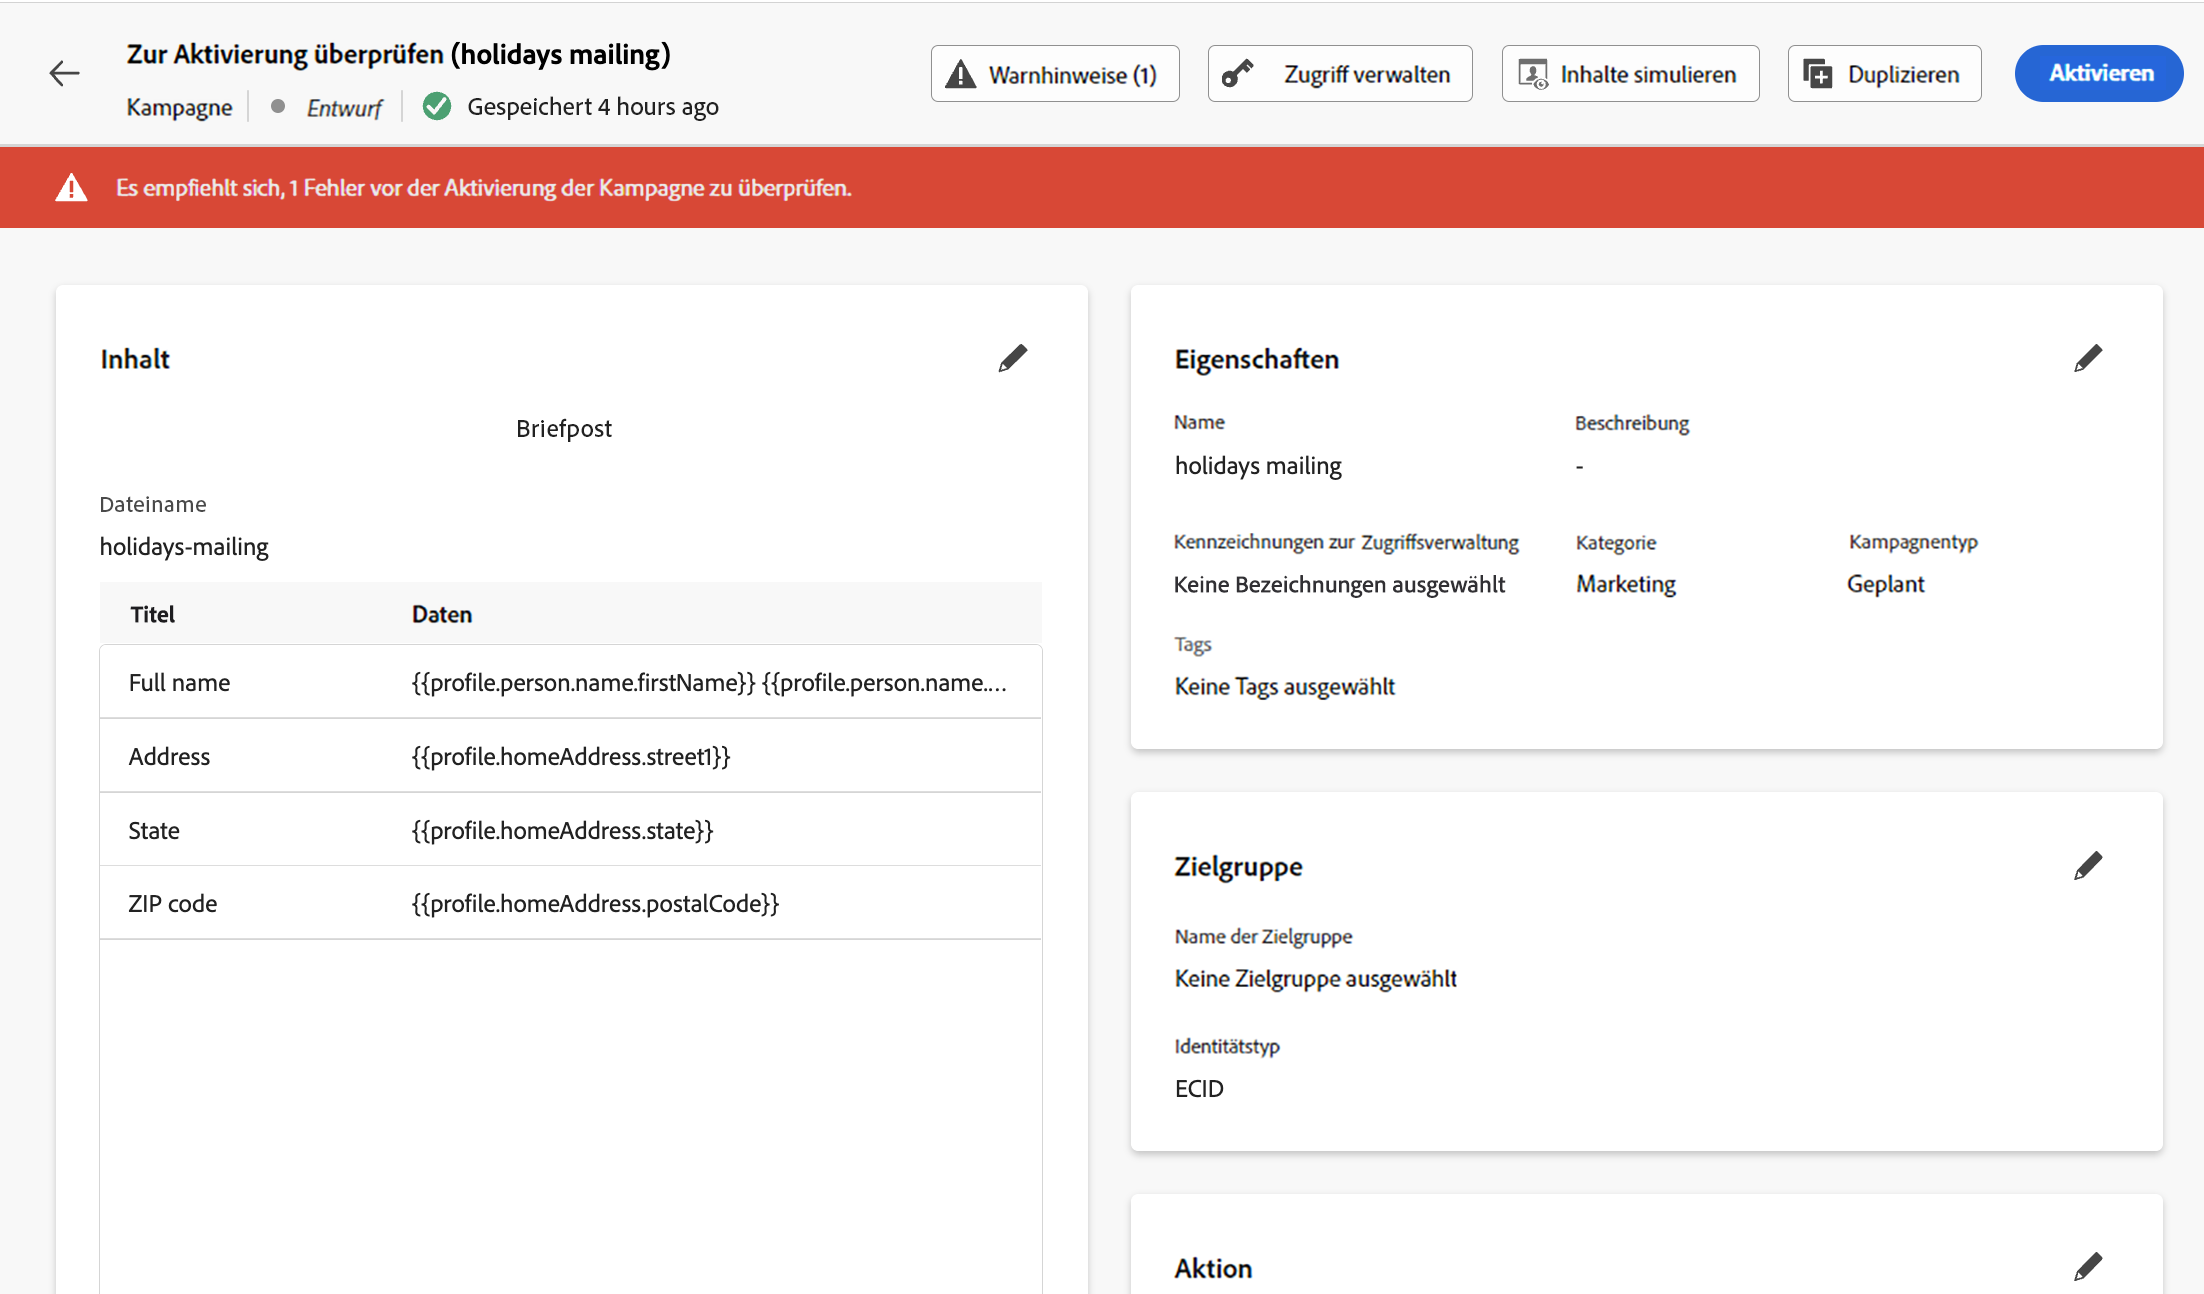 Zur Aktivierung überprüfen (holidays mailing)
Kampagne Entwurf Gespeichert 4 hours ago
Warnhinweise (1) Zugriff verwalten Inhalte simulieren Duplizieren Aktivieren
Es empfiehlt sich, 1 Fehler vor der Aktivierung der Kampagne zu überprüfen.
Inhalt
Briefpost
Dateiname
holidays-mailing
Titel Daten
Full name {{profile.person.name.firstName}} {{profile.person.name....
Address {{profile.homeAddress.street1}}
State {{profile.homeAddress.state}}
ZIP code {{profile.homeAddress.postalCode}}
Eigenschaften
Name Beschreibung
holidays mailing -
Kennzeichnungen zur Zugriffsverwaltung Kategorie Kampagnentyp
Keine Bezeichnungen ausgewählt Marketing Geplant
Tags
Keine Tags ausgewählt
Zielgruppe
Name der Zielgruppe
Keine Zielgruppe ausgewählt
Identitätstyp
ECID
Aktion